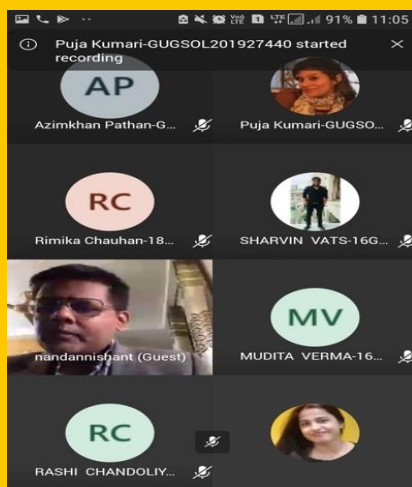 91% 11:05
Puja Kumari-GUGSOL201927440 started
recording
AP
Azimkhan Pathan-G...
Puja Kumari-GUGSO...
RC
Rimika Chauhan-18...
SHARVIN VATS-16G...
nandannishant (Guest)
MV
MUDITA VERMA-16...
RC
RASHI CHANDOLIY...